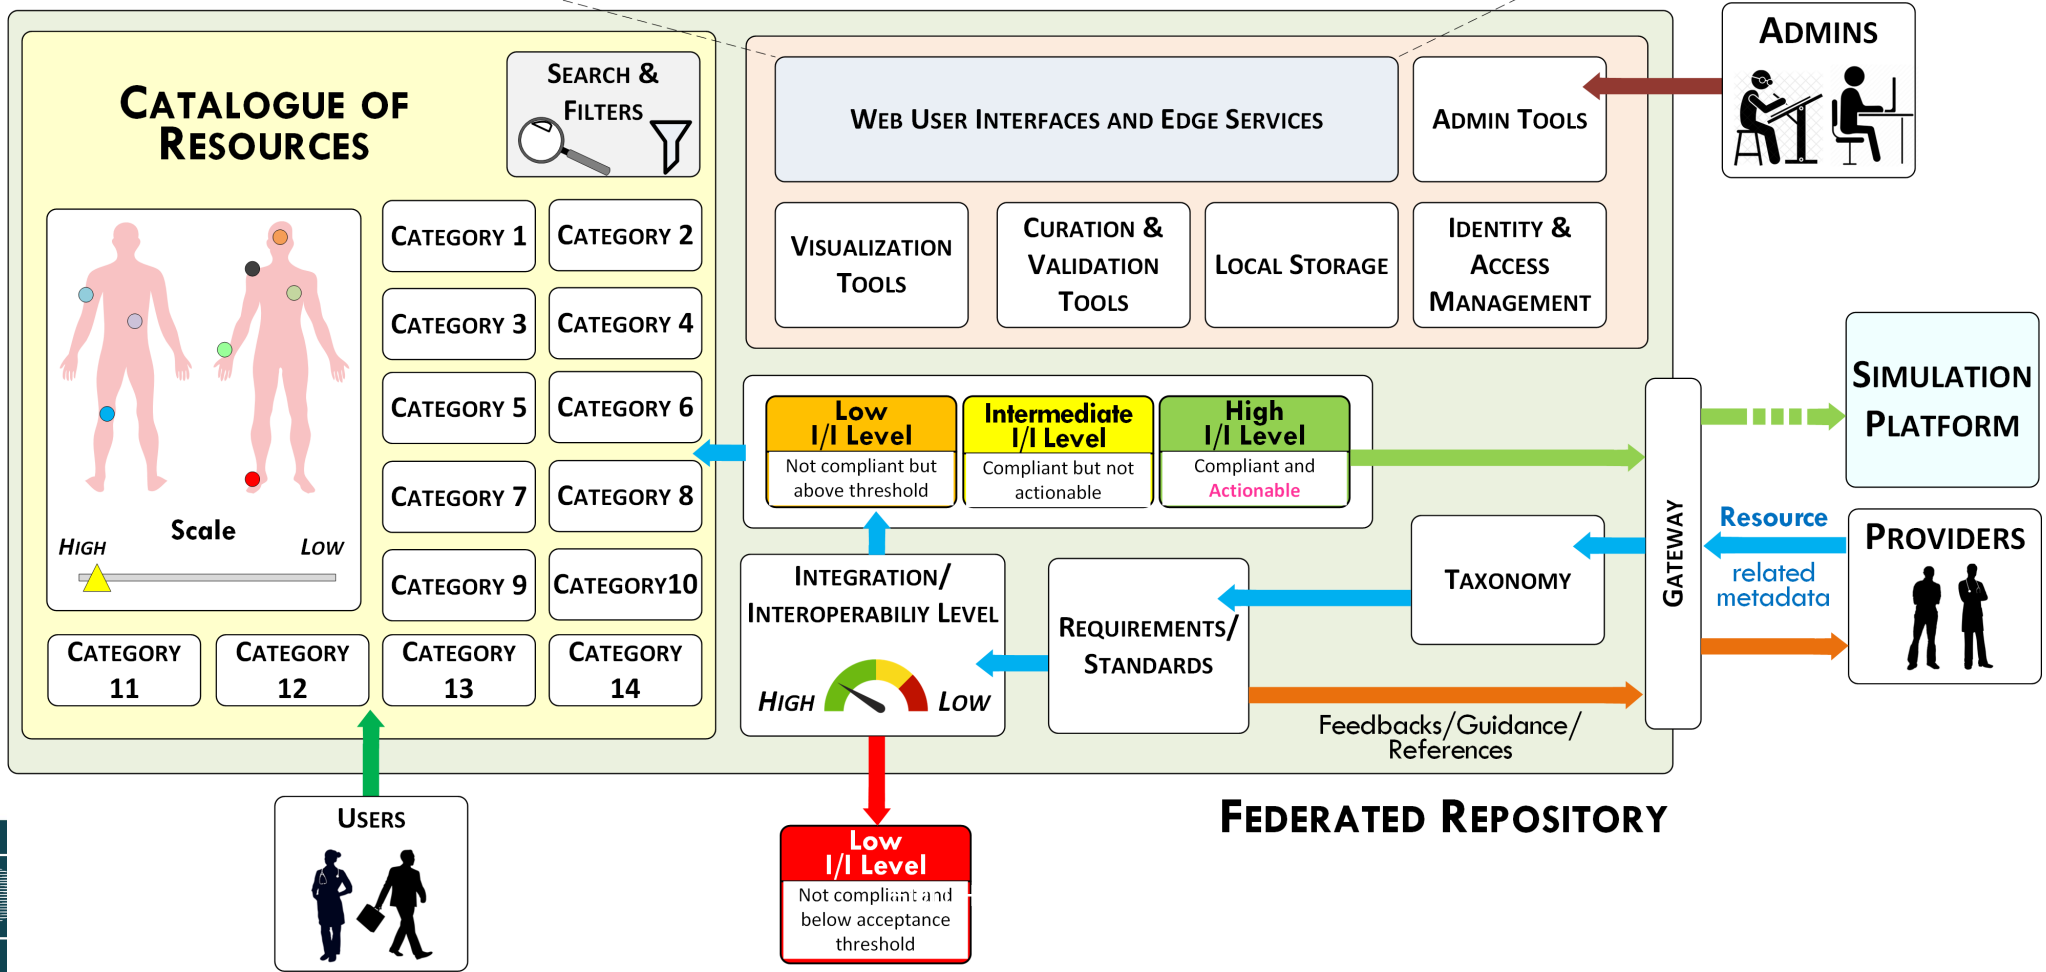 CATALOGUE OF
RESOURCES
SEARCH &
FILTERS
CATEGORY 1
CATEGORY 2
CATEGORY 3
CATEGORY 4
CATEGORY 5
CATEGORY 6
CATEGORY 7
CATEGORY 8
CATEGORY 9
CATEGORY10
CATEGORY
11
CATEGORY
12
CATEGORY
13
CATEGORY
14
Scale
HIGH
LOW
WEB USER INTERFACES AND EDGE SERVICES
ADMIN TOOLS
VISUALIZATION
TOOLS
CURATION &
VALIDATION
TOOLS
LOCAL STORAGE
IDENTITY &
ACCESS
MANAGEMENT
ADMINS
Low
I/I Level
Not compliant but
above threshold
Intermediate
I/I Level
Compliant but not
actionable
High
I/I Level
Compliant and
Actionable
SIMULATION
PLATFORM
GATEWAY
Resource
related
metadata
PROVIDERS
TAXONOMY
REQUIREMENTS/
STANDARDS
INTEGRATION/
INTEROPERABILIY LEVEL
HIGH
LOW
Feedbacks/Guidance/
References
FEDERATED REPOSITORY
USERS
Low
I/I Level
Not compliant and
below acceptance
threshold